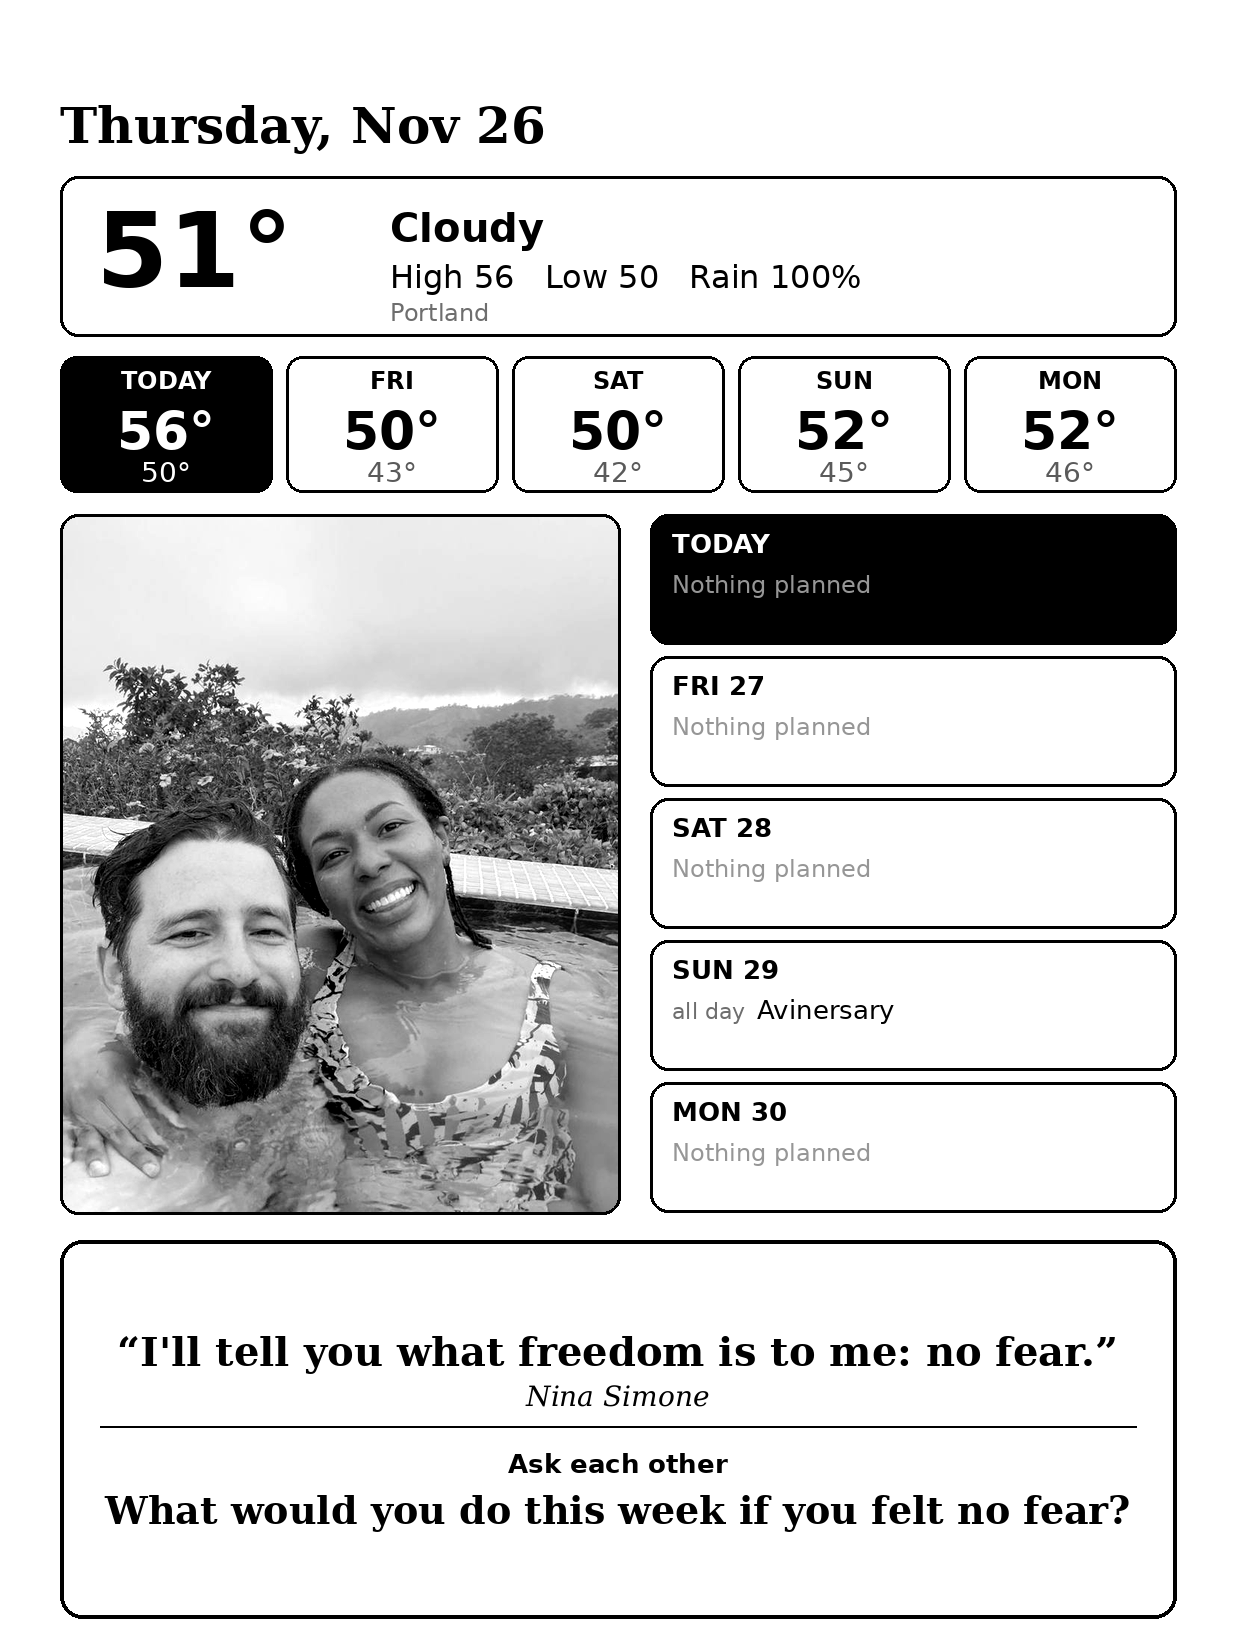 Thursday, Nov 26
51°
Cloudy
High 56 Low 50 Rain 100%
Portland
TODAY
56°
50°
FRI
50°
43°
SAT
50°
42°
SUN
52°
45°
MON
52°
46°
TODAY
Nothing planned
FRI 27
Nothing planned
SAT 28
Nothing planned
SUN 29
all day Avinersary
MON 30
Nothing planned
“I'll tell you what freedom is to me: no fear.”
Nina Simone
Ask each other
What would you do this week if you felt no fear?